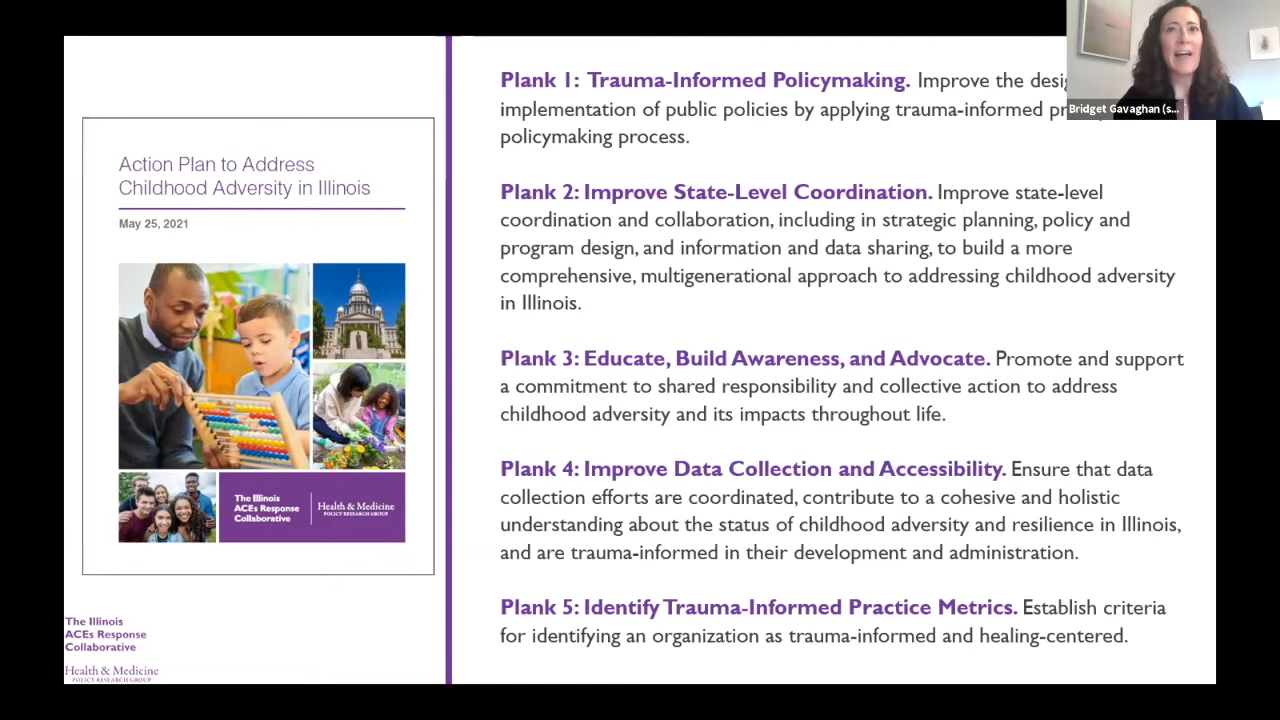 Action Plan to Address
Childhood Adversity in Illinois
May 25, 2021
The Illinois
ACEs Response
Collaborative
Health & Medicine
POLICY RESEARCH GROUP
The Illinois
ACEs Response
Collaborative
Health & Medicine
POLICY RESEARCH GROUP
Plank 1: Trauma-Informed Policymaking. Improve the
implementation of public policies by applying trauma-informed
policymaking process.
Plank 2: Improve State-Level Coordination. Improve state-level
coordination and collaboration, including in strategic planning, policy and
program design, and information and data sharing, to build a more
comprehensive, multigenerational approach to addressing childhood adversity
in Illinois.
Plank 3: Educate, Build Awareness, and Advocate. Promote and support
a commitment to shared responsibility and collective action to address
childhood adversity and its impacts throughout life.
Plank 4: Improve Data Collection and Accessibility. Ensure that data
collection efforts are coordinated, contribute to a cohesive and holistic
understanding about the status of childhood adversity and resilience in Illinois,
and are trauma-informed in their development and administration.
Plank 5: Identify Trauma-Informed Practice Metrics. Establish criteria
for identifying an organization as trauma-informed and healing-centered.
Bridget Gavaghan (s...